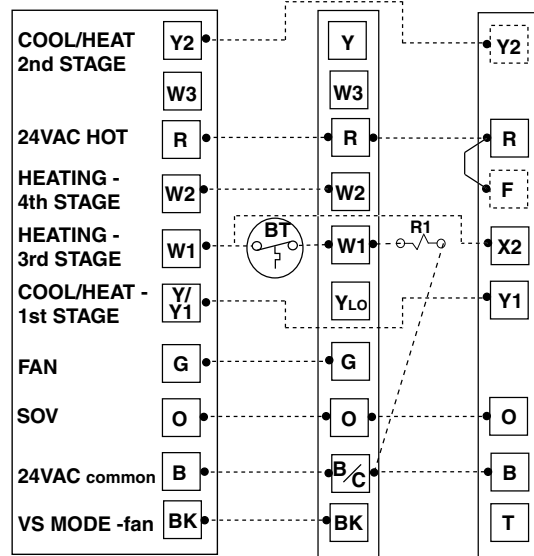 COOL/HEAT 2nd STAGE Y2 Y Y2
W3 W3
24VAC HOT R R R
HEATING - 4th STAGE W2 W2 F
HEATING - 3rd STAGE W1 BT W1 R1 X2
COOL/HEAT - 1st STAGE Y/Y1 YLO Y1
FAN G G
SOV O O O
24VAC common B B/C B
VS MODE -fan BK BK T